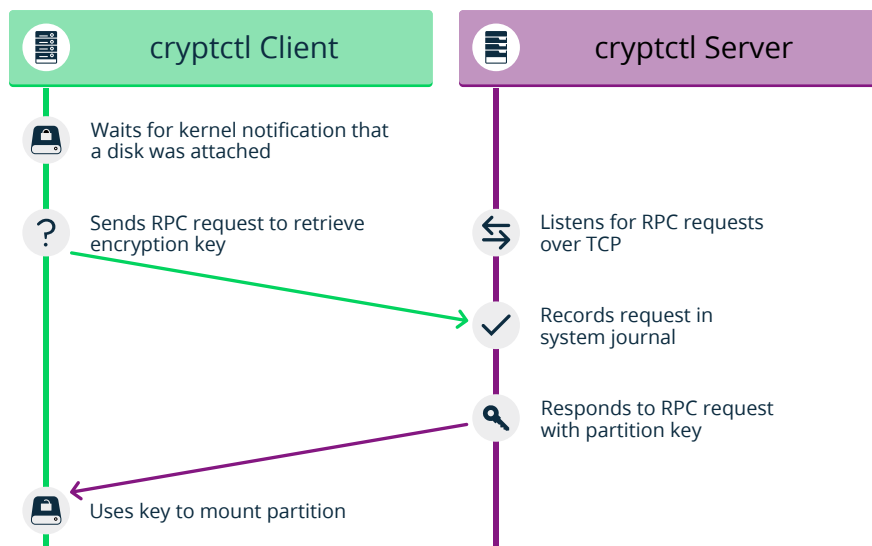 cryptctl Client
cryptctl Server
Waits for kernel notification that
a disk was attached
Sends RPC request to retrieve
encryption key
Listens for RPC requests
over TCP
Records request in
system journal
Responds to RPC request
with partition key
Uses key to mount partition